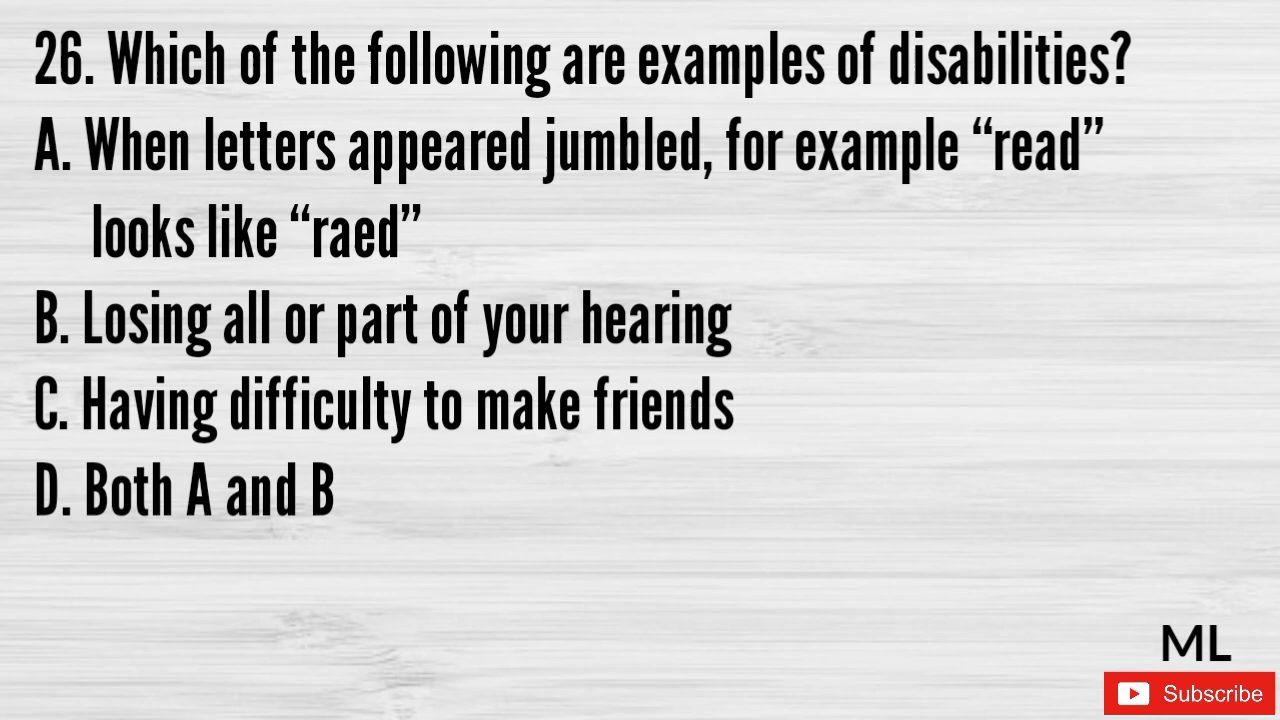 26. Which of the following are examples of disabilities?
A. When letters appeared jumbled, for example “read”
looks like “raed”
B. Losing all or part of your hearing
C. Having difficulty to make friends
D. Both A and B
ML
Subscribe